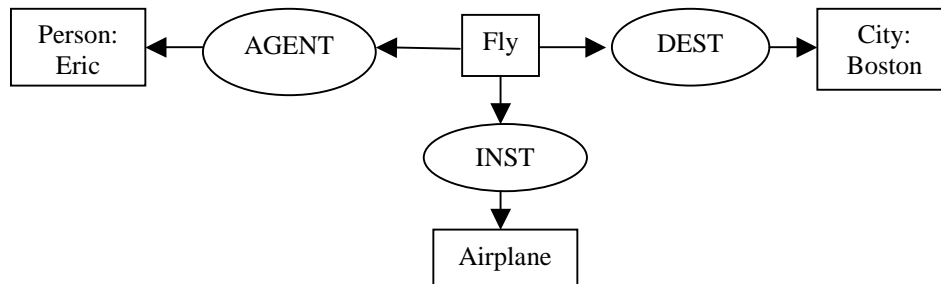 Person:
Eric
AGENT
Fly
DEST
City:
Boston
INST
Airplane